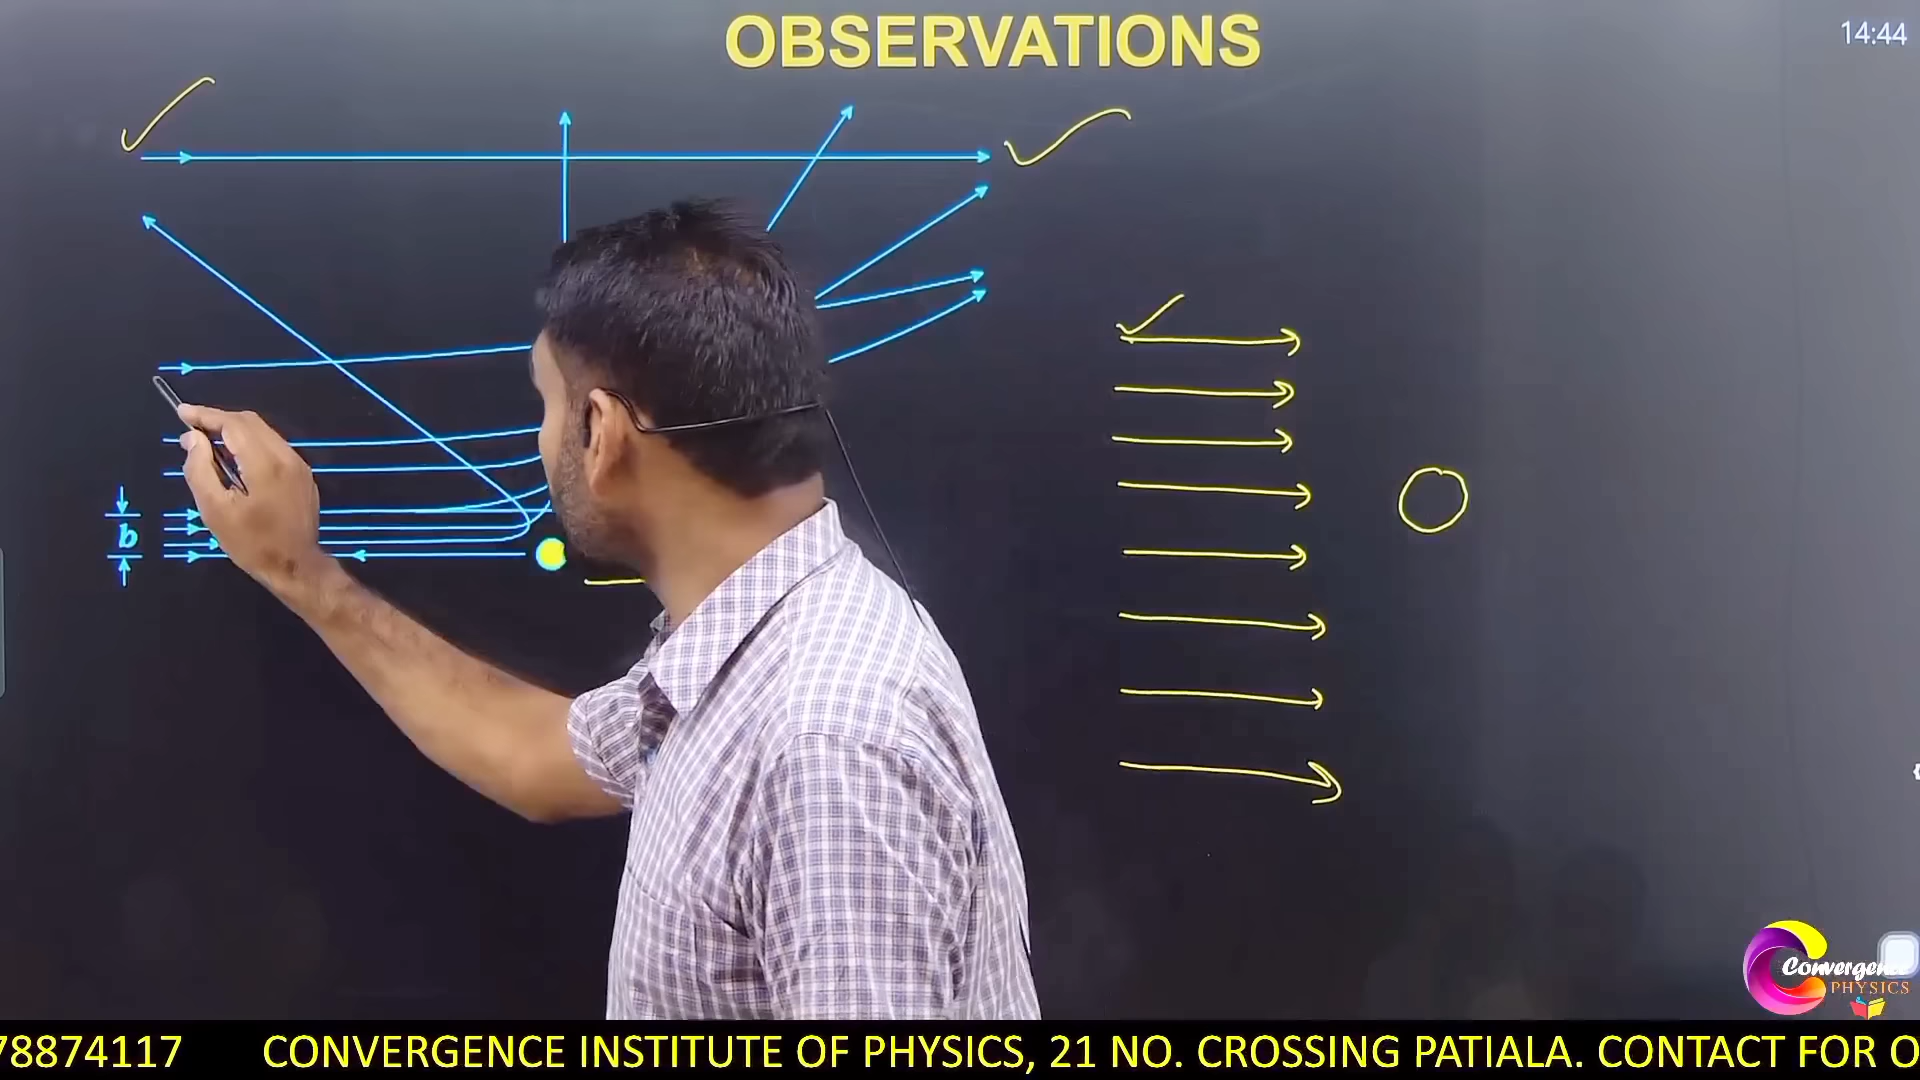 OBSERVATIONS
14:44
b
Convergence
PHYSICS
78874117 CONVERGENCE INSTITUTE OF PHYSICS, 21 NO. CROSSING PATIALA. CONTACT FOR O